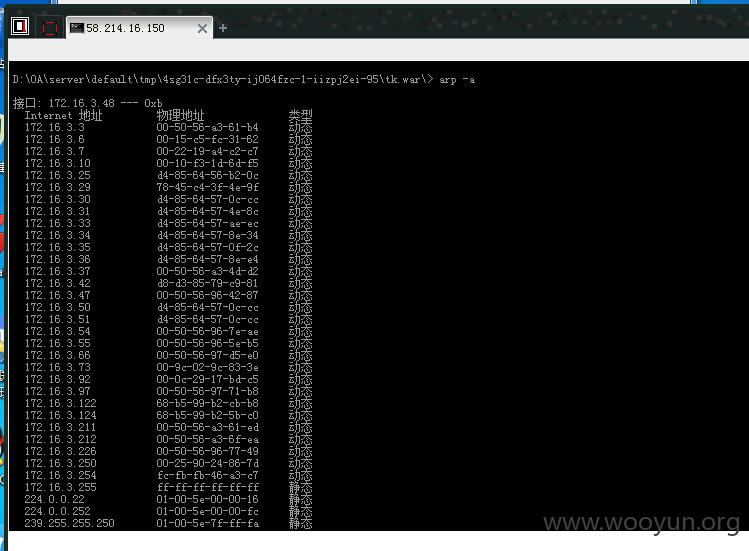 58.214.16.150
D:\OA\server\default\tmp\4sg31c-dfx3ty-ij064fzc-1-iizpj2ei-95\tk.war\> arp -a
接口: 172.16.3.48 --- 0xb
Internet 地址 物理地址 类型
172.16.3.3 00-50-56-a3-61-b4 动态
172.16.3.6 00-15-c5-fc-31-62 动态
172.16.3.7 00-22-19-a4-c2-c7 动态
172.16.3.10 00-10-f3-1d-6d-f5 动态
172.16.3.25 d4-85-64-56-b2-0c 动态
172.16.3.29 78-45-c4-3f-4e-9f 动态
172.16.3.30 d4-85-64-57-0c-cc 动态
172.16.3.31 d4-85-64-57-4e-8c 动态
172.16.3.33 d4-85-64-57-ae-ec 动态
172.16.3.34 d4-85-64-57-8e-34 动态
172.16.3.35 d4-85-64-57-0f-2c 动态
172.16.3.36 d4-85-64-57-8e-e4 动态
172.16.3.37 00-50-56-a3-4d-d2 动态
172.16.3.42 d8-d3-85-79-c9-81 动态
172.16.3.47 00-50-56-96-42-87 动态
172.16.3.50 d4-85-64-57-0c-cc 动态
172.16.3.51 d4-85-64-57-0c-cc 动态
172.16.3.54 00-50-56-96-7e-ae 动态
172.16.3.55 00-50-56-96-5e-b5 动态
172.16.3.66 00-50-56-97-d5-e0 动态
172.16.3.73 00-9c-02-9c-83-3e 动态
172.16.3.92 00-0c-29-17-bd-c5 动态
172.16.3.97 00-50-56-97-71-b8 动态
172.16.3.122 68-b5-99-b2-cb-b8 动态
172.16.3.124 68-b5-99-b2-5b-c0 动态
172.16.3.211 00-50-56-a3-61-ed 动态
172.16.3.212 00-50-56-a3-6f-ea 动态
172.16.3.226 00-50-56-96-77-49 动态
172.16.3.250 00-25-90-24-86-7d 动态
172.16.3.254 fc-fb-fb-46-a3-c7 动态
172.16.3.255 ff-ff-ff-ff-ff-ff 静态
224.0.0.22 01-00-5e-00-00-16 静态
224.0.0.252 01-00-5e-00-00-fc 静态
239.255.255.250 01-00-5e-7f-ff-fa 静态
www.wooyun.org